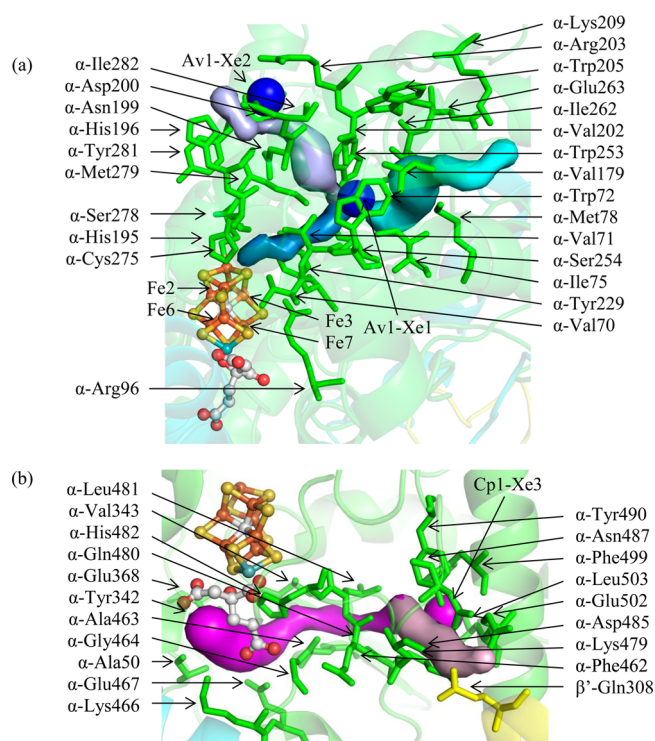 (a)
Av1-Xe2
α-Ile282
α-Asp200
α-Asn199
α-His196
α-Tyr281
α-Met279
α-Ser278
α-His195
α-Cys275
Fe2
Fe6
Fe3
Fe7
α-Arg96
Av1-Xe1
α-Lys209
α-Arg203
α-Trp205
α-Glu263
α-Ile262
α-Val202
α-Trp253
α-Val179
α-Trp72
α-Met78
α-Val71
α-Ser254
α-Ile75
α-Tyr229
α-Val70
(b)
α-Leu481
α-Val343
α-His482
α-Gln480
α-Glu368
α-Tyr342
α-Ala463
α-Gly464
α-Ala50
α-Glu467
α-Lys466
Cp1-Xe3
α-Tyr490
α-Asn487
α-Phe499
α-Leu503
α-Glu502
α-Asp485
α-Lys479
α-Phe462
β’-Gln308